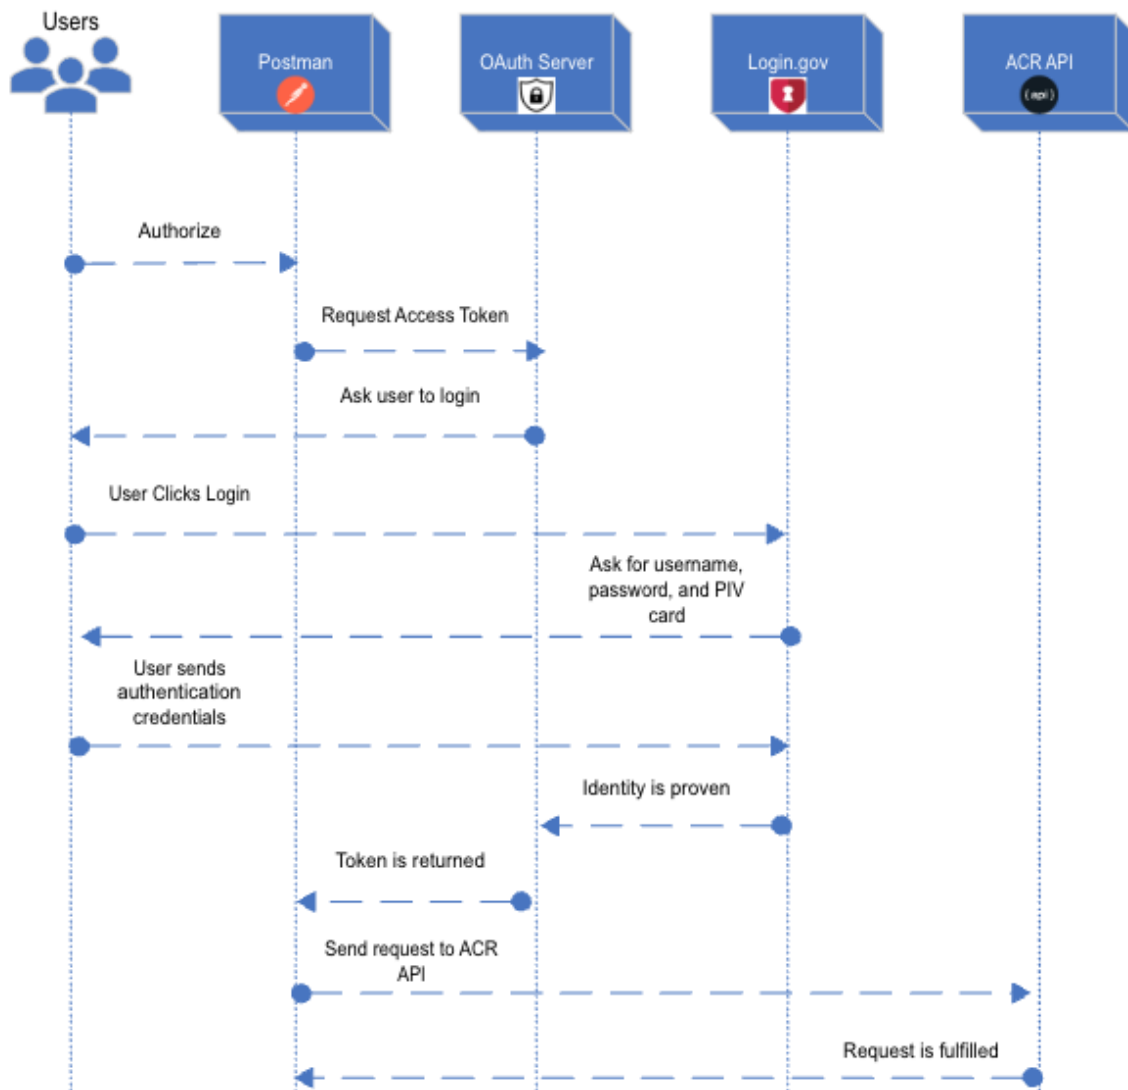 Users
Postman
OAuth Server
Login.gov
ACR API
{api}
Authorize
Request Access Token
Ask user to login
User Clicks Login
Ask for username,
password, and PIV
card
User sends
authentication
credentials
Identity is proven
Token is returned
Send request to ACR
API
Request is fulfilled